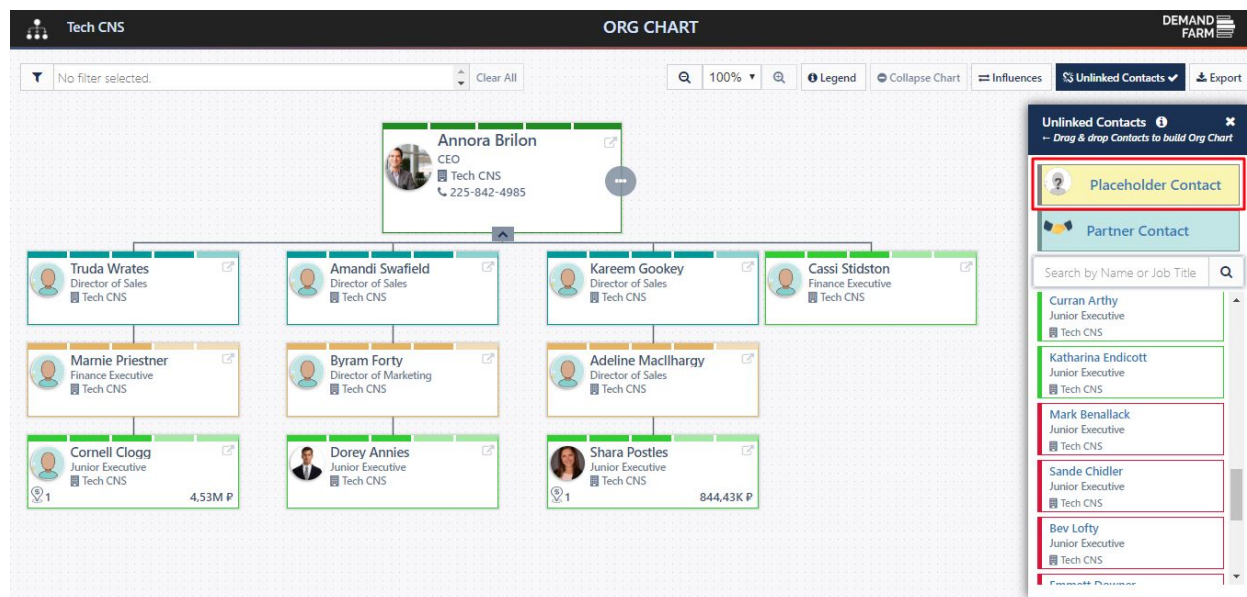 Tech CNS
ORG CHART
DEMAND
FARM
No filter selected.
Clear All
100%
Legend
Collapse Chart
Influences
Unlinked Contacts
Export
Annora Brilon
CEO
Tech CNS
225-842-4985
Truda Wrates
Director of Sales
Tech CNS
Amandi Swafield
Director of Sales
Tech CNS
Kareem Gookey
Director of Sales
Tech CNS
Cassi Stidston
Finance Executive
Tech CNS
Marnie Priestner
Finance Executive
Tech CNS
Byram Forty
Director of Marketing
Tech CNS
Adeline MacIlhargy
Director of Sales
Tech CNS
Cornell Clogg
Junior Executive
Tech CNS
1
4,53M ₽
Dorey Annies
Junior Executive
Tech CNS
Shara Postles
Junior Executive
Tech CNS
1
844,43K ₽
Unlinked Contacts
← Drag & drop Contacts to build Org Chart
Placeholder Contact
Partner Contact
Search by Name or Job Title
Curran Arthy
Junior Executive
Tech CNS
Katharina Endicott
Junior Executive
Tech CNS
Mark Benallack
Junior Executive
Tech CNS
Sande Chidler
Junior Executive
Tech CNS
Bev Lofty
Junior Executive
Tech CNS